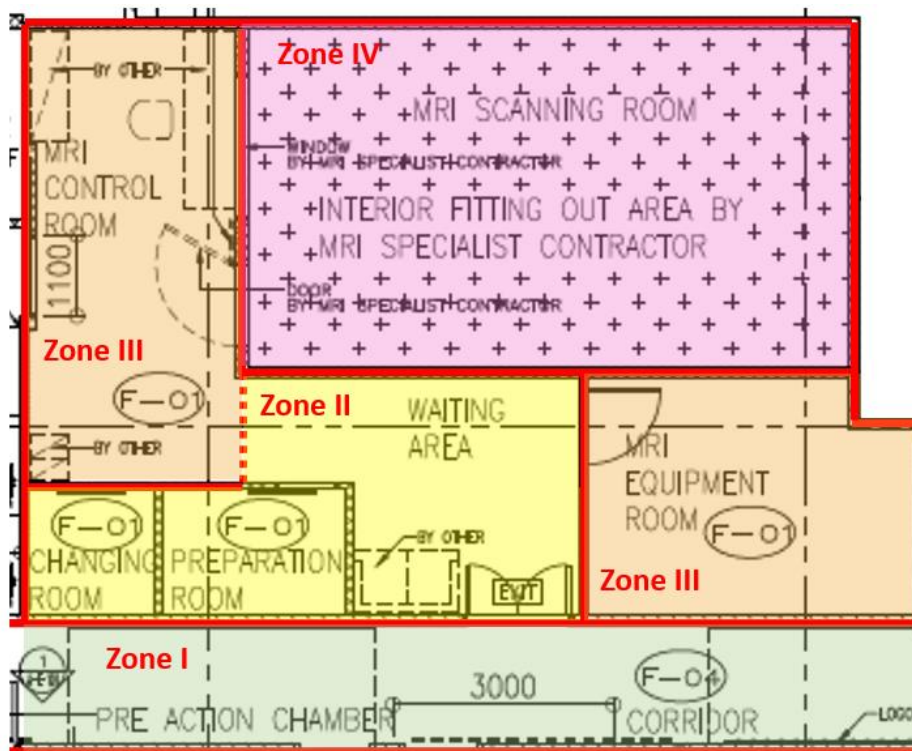 Zone IV
BY OTHER
MRI SCANNING ROOM
WINDOW
BY MRI SPECIALIST CONTRACTOR
MRI
CONTROL
ROOM
INTERIOR FITTING OUT AREA BY
MRI SPECIALIST CONTRACTOR
1100
DOOR
BY MRI SPECIALIST CONTRACTOR
Zone III
F-01
Zone II
WAITING
AREA
BY OTHER
MRI
EQUIPMENT
ROOM
F-01
F-01
F-01
BY OTHER
CHANGING
ROOM
PREPARATION
ROOM
EXIT
Zone III
Zone I
1
F-04
3000
PRE ACTION CHAMBER
CORRIDOR
LOGO